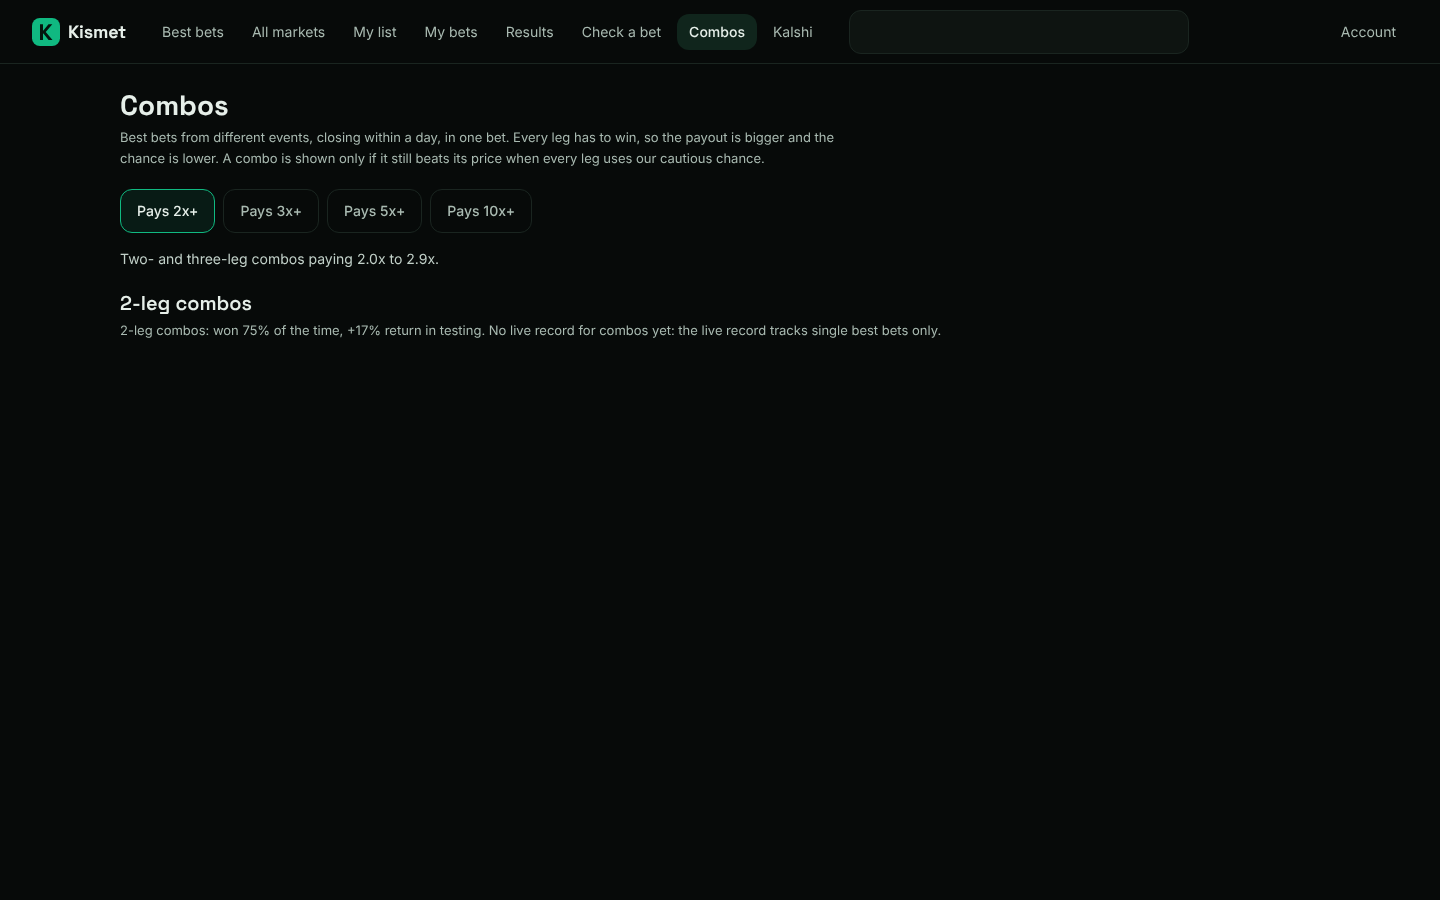 K Kismet Best bets All markets My list My bets Results Check a bet Combos Kalshi Account
Combos
Best bets from different events, closing within a day, in one bet. Every leg has to win, so the payout is bigger and the
chance is lower. A combo is shown only if it still beats its price when every leg uses our cautious chance.
Pays 2x+ Pays 3x+ Pays 5x+ Pays 10x+
Two- and three-leg combos paying 2.0x to 2.9x.
2-leg combos
2-leg combos: won 75% of the time, +17% return in testing. No live record for combos yet: the live record tracks single best bets only.